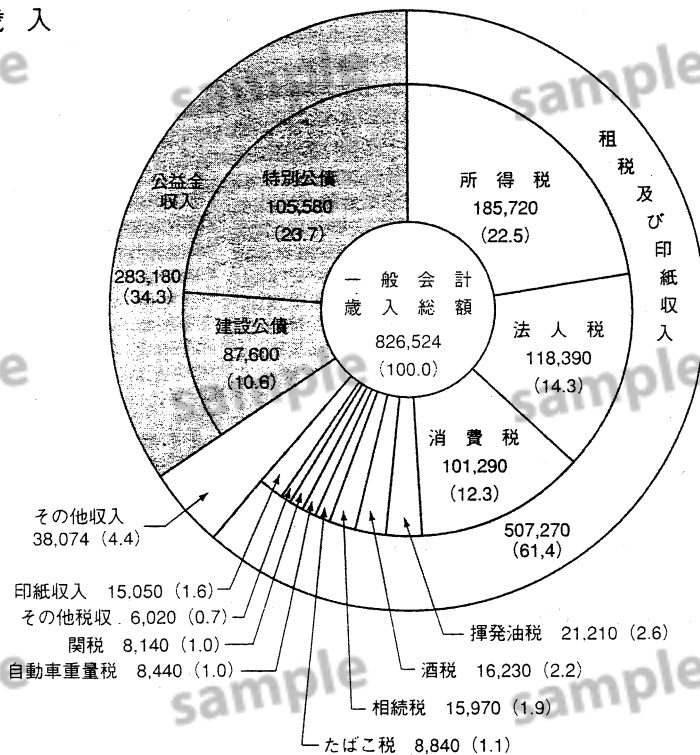 歳 入
公益金
収入
283,180
(34.3)
特別公債
105,580
(23.7)
建設公債
87,600
(10.6)
一般会計
歳入総額
826,524
(100.0)
租税及び印紙収入
所得税
185,720
(22.5)
法人税
118,390
(14.3)
消費税
101,290
(12.3)
507,270
(61,4)
その他収入
38,074 (4.4)
印紙収入 15,050 (1.6)
その他税収 6,020 (0.7)
関税 8,140 (1.0)
自動車重量税 8,440 (1.0)
揮発油税 21,210 (2.6)
酒税 16,230 (2.2)
相続税 15,970 (1.9)
たばこ税 8,840 (1.1)
sample
sample
sample
sample
sample
sample